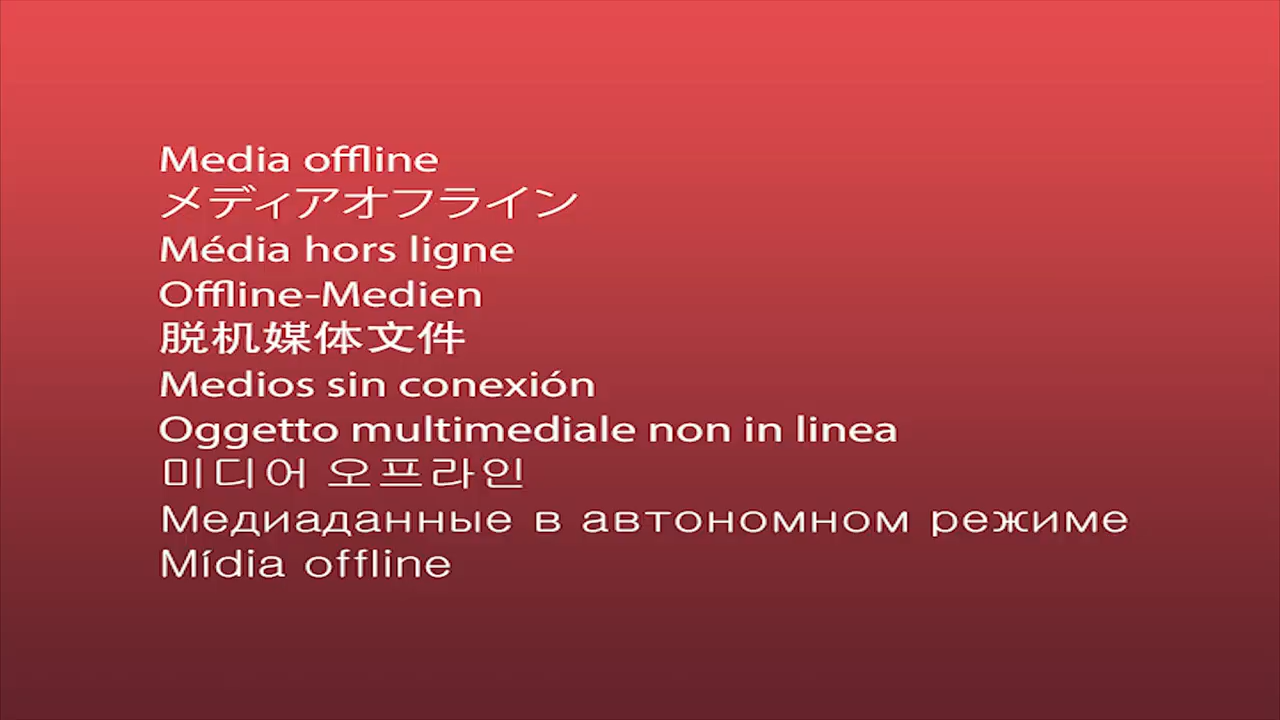 Media offline
メディアオフライン
Média hors ligne
Offline-Medien
脱机媒体文件
Medios sin conexión
Oggetto multimediale non in linea
미디어 오프라인
Медиаданные в автономном режиме
Mídia offline